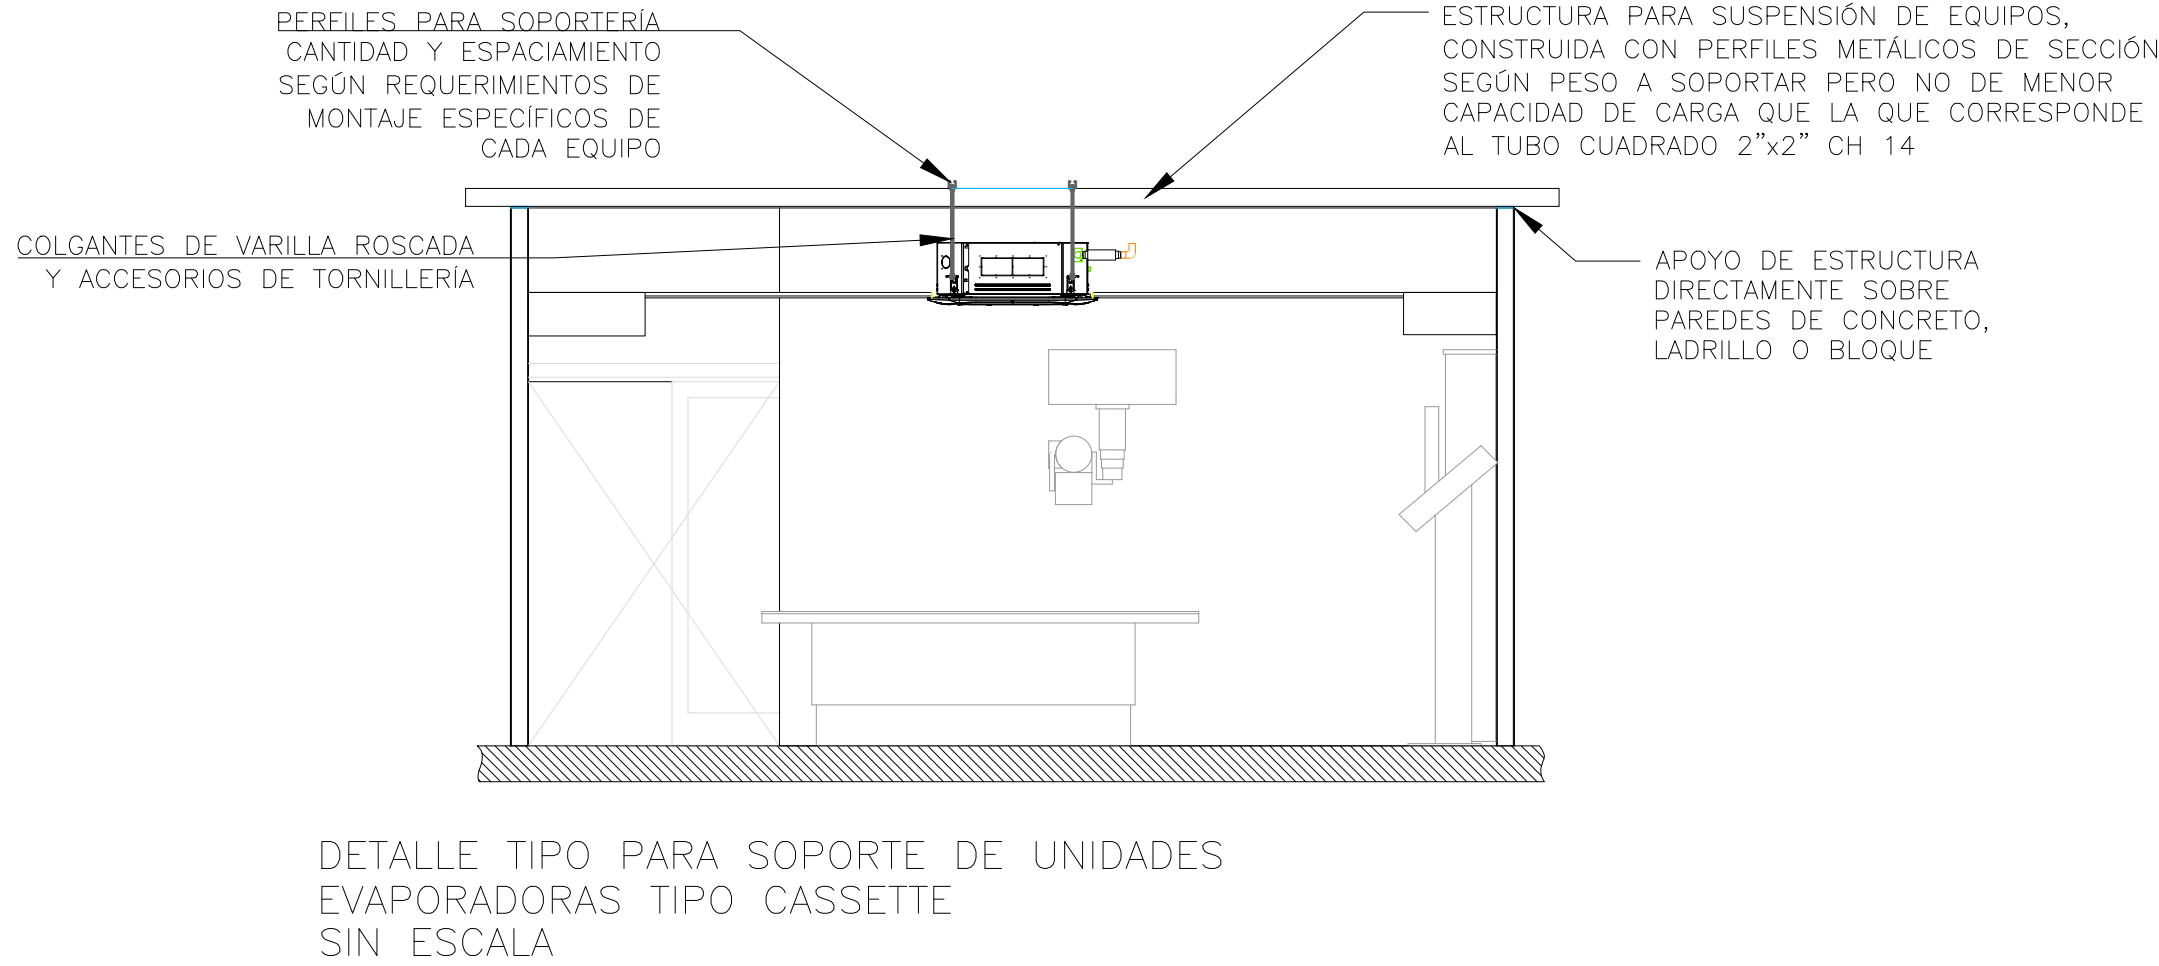 PERFILES PARA SOPORTERÍA
CANTIDAD Y ESPACIAMIENTO
SEGÚN REQUERIMIENTOS DE
MONTAJE ESPECÍFICOS DE
CADA EQUIPO
ESTRUCTURA PARA SUSPENSIÓN DE EQUIPOS,
CONSTRUIDA CON PERFILES METÁLICOS DE SECCIÓN
SEGÚN PESO A SOPORTAR PERO NO DE MENOR
CAPACIDAD DE CARGA QUE LA QUE CORRESPONDE
AL TUBO CUADRADO 2”x2” CH 14
COLGANTES DE VARILLA ROSCADA
Y ACCESORIOS DE TORNILLERÍA
APOYO DE ESTRUCTURA
DIRECTAMENTE SOBRE
PAREDES DE CONCRETO,
LADRILLO O BLOQUE
DETALLE TIPO PARA SOPORTE DE UNIDADES
EVAPORADORAS TIPO CASSETTE
SIN ESCALA